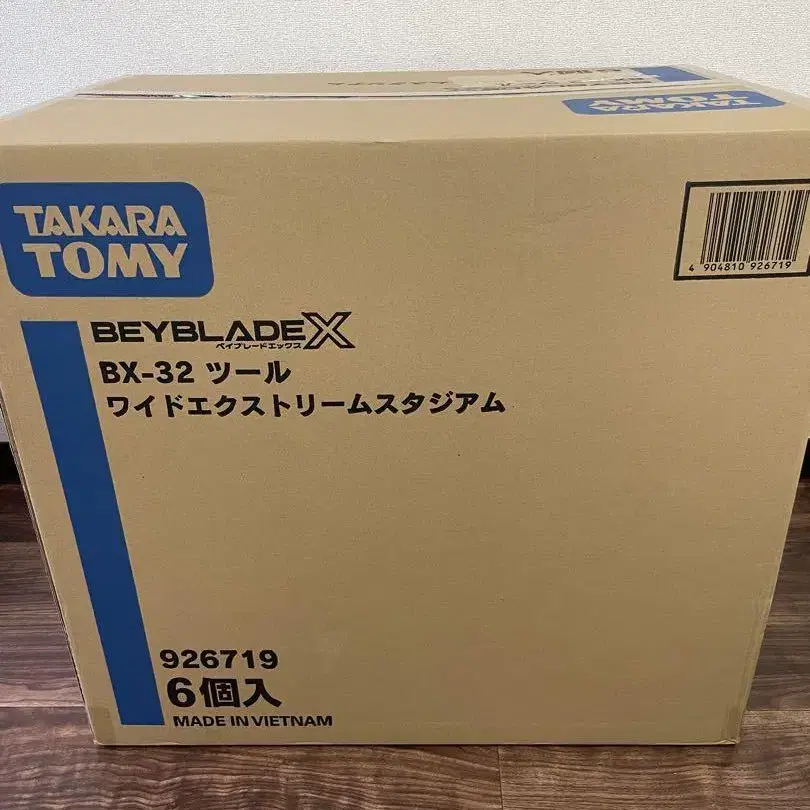 TAKARA
TOMY
TAKARA
TOMY
4 904810 926719
BEYBLADE X
ベイブレードエックス
BX-32 ツール
ワイドエクストリームスタジアム
926719
6個入
MADE IN VIETNAM